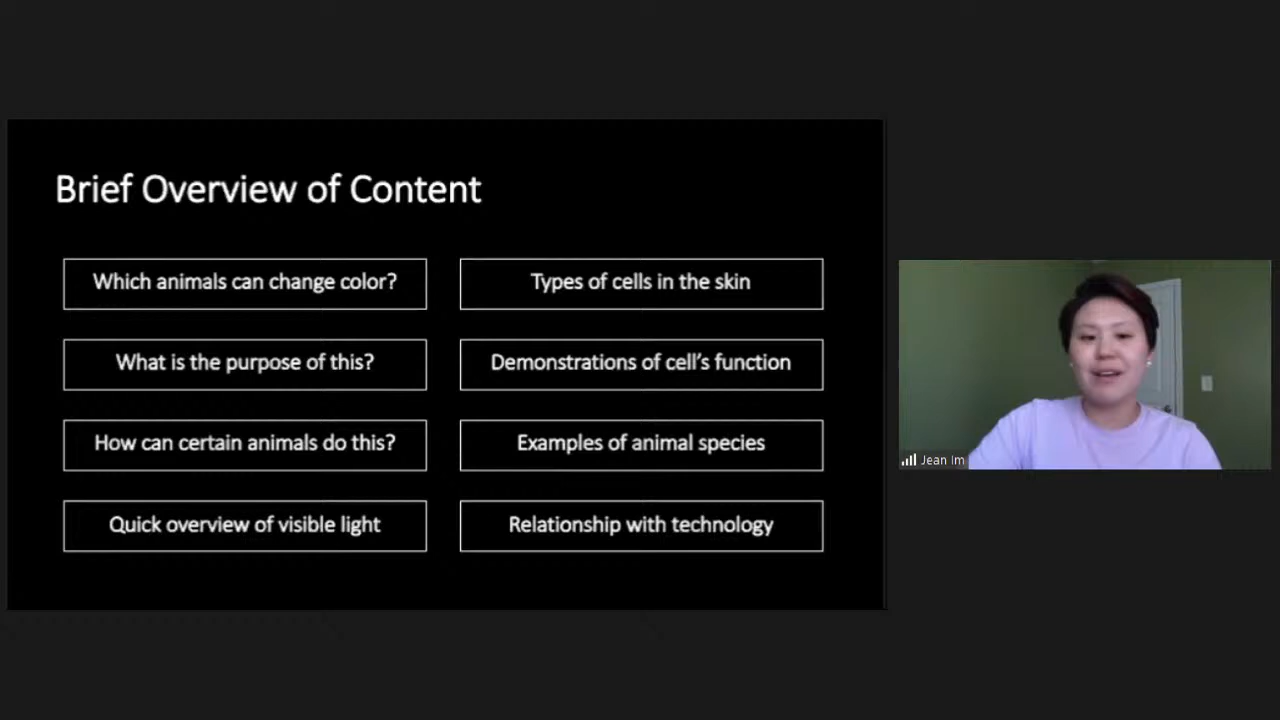 Brief Overview of Content
Which animals can change color?
What is the purpose of this?
How can certain animals do this?
Quick overview of visible light
Types of cells in the skin
Demonstrations of cell's function
Examples of animal species
Relationship with technology
Jean Im